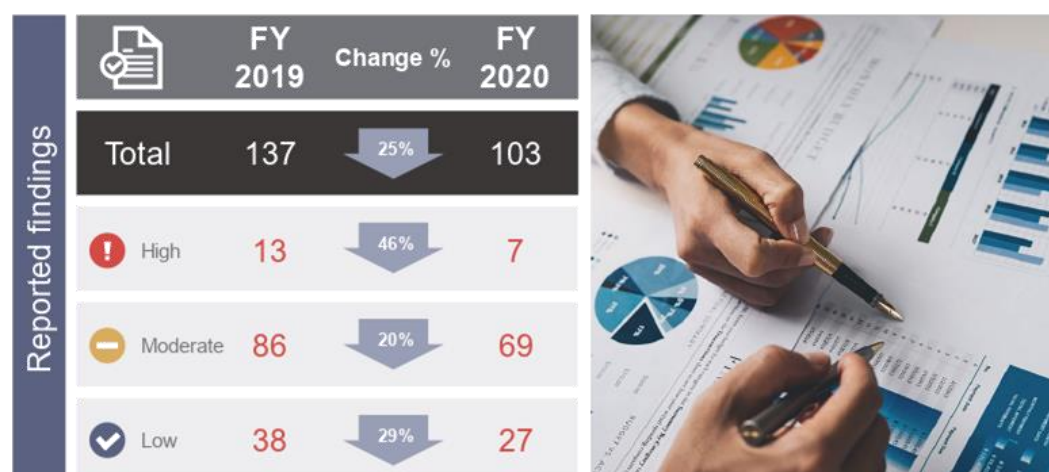 Reported findings
FY 2019 Change % FY 2020
Total 137 25% 103
High 13 46% 7
Moderate 86 20% 69
Low 38 29% 27